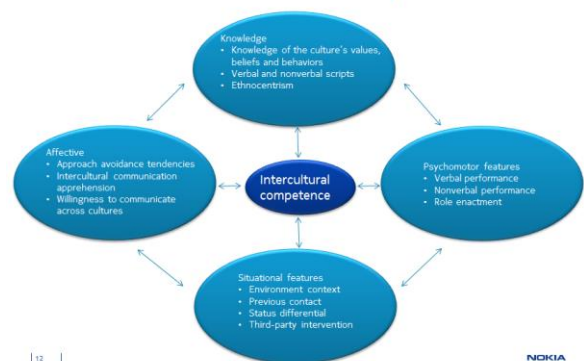 Knowledge
• Knowledge of the culture's values,
beliefs and behaviors
• Verbal and nonverbal scripts
• Ethnocentrism
Affective
• Approach avoidance tendencies
• Intercultural communication
apprehension
• Willingness to communicate
across cultures
Intercultural
competence
Psychomotor features
• Verbal performance
• Nonverbal performance
• Role enactment
Situational features
• Environment context
• Previous contact
• Status differential
• Third-party intervention
12
NOKIA